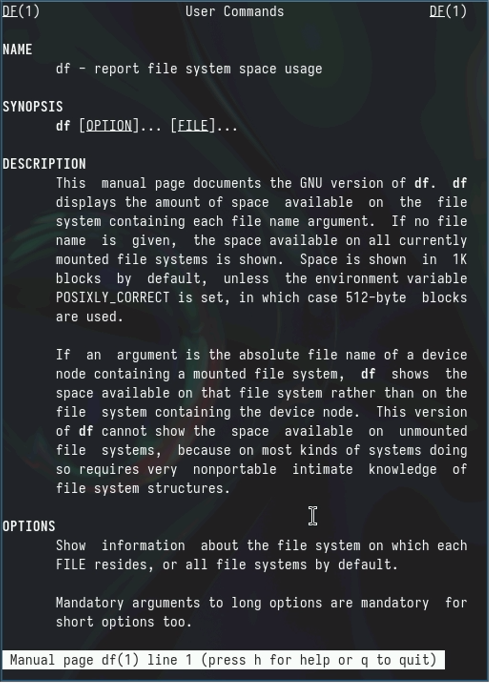 DF(1) User Commands DF(1)
NAME
df - report file system space usage
SYNOPSIS
df [OPTION]... [FILE]...
DESCRIPTION
This manual page documents the GNU version of df. df
displays the amount of space available on the file
system containing each file name argument. If no file
name is given, the space available on all currently
mounted file systems is shown. Space is shown in 1K
blocks by default, unless the environment variable
POSIXLY_CORRECT is set, in which case 512-byte blocks
are used.
If an argument is the absolute file name of a device
node containing a mounted file system, df shows the
space available on that file system rather than on the
file system containing the device node. This version
of df cannot show the space available on unmounted
file systems, because on most kinds of systems doing
so requires very nonportable intimate knowledge of
file system structures.
OPTIONS
Show information about the file system on which each
FILE resides, or all file systems by default.
Mandatory arguments to long options are mandatory for
short options too.
Manual page df(1) line 1 (press h for help or q to quit)